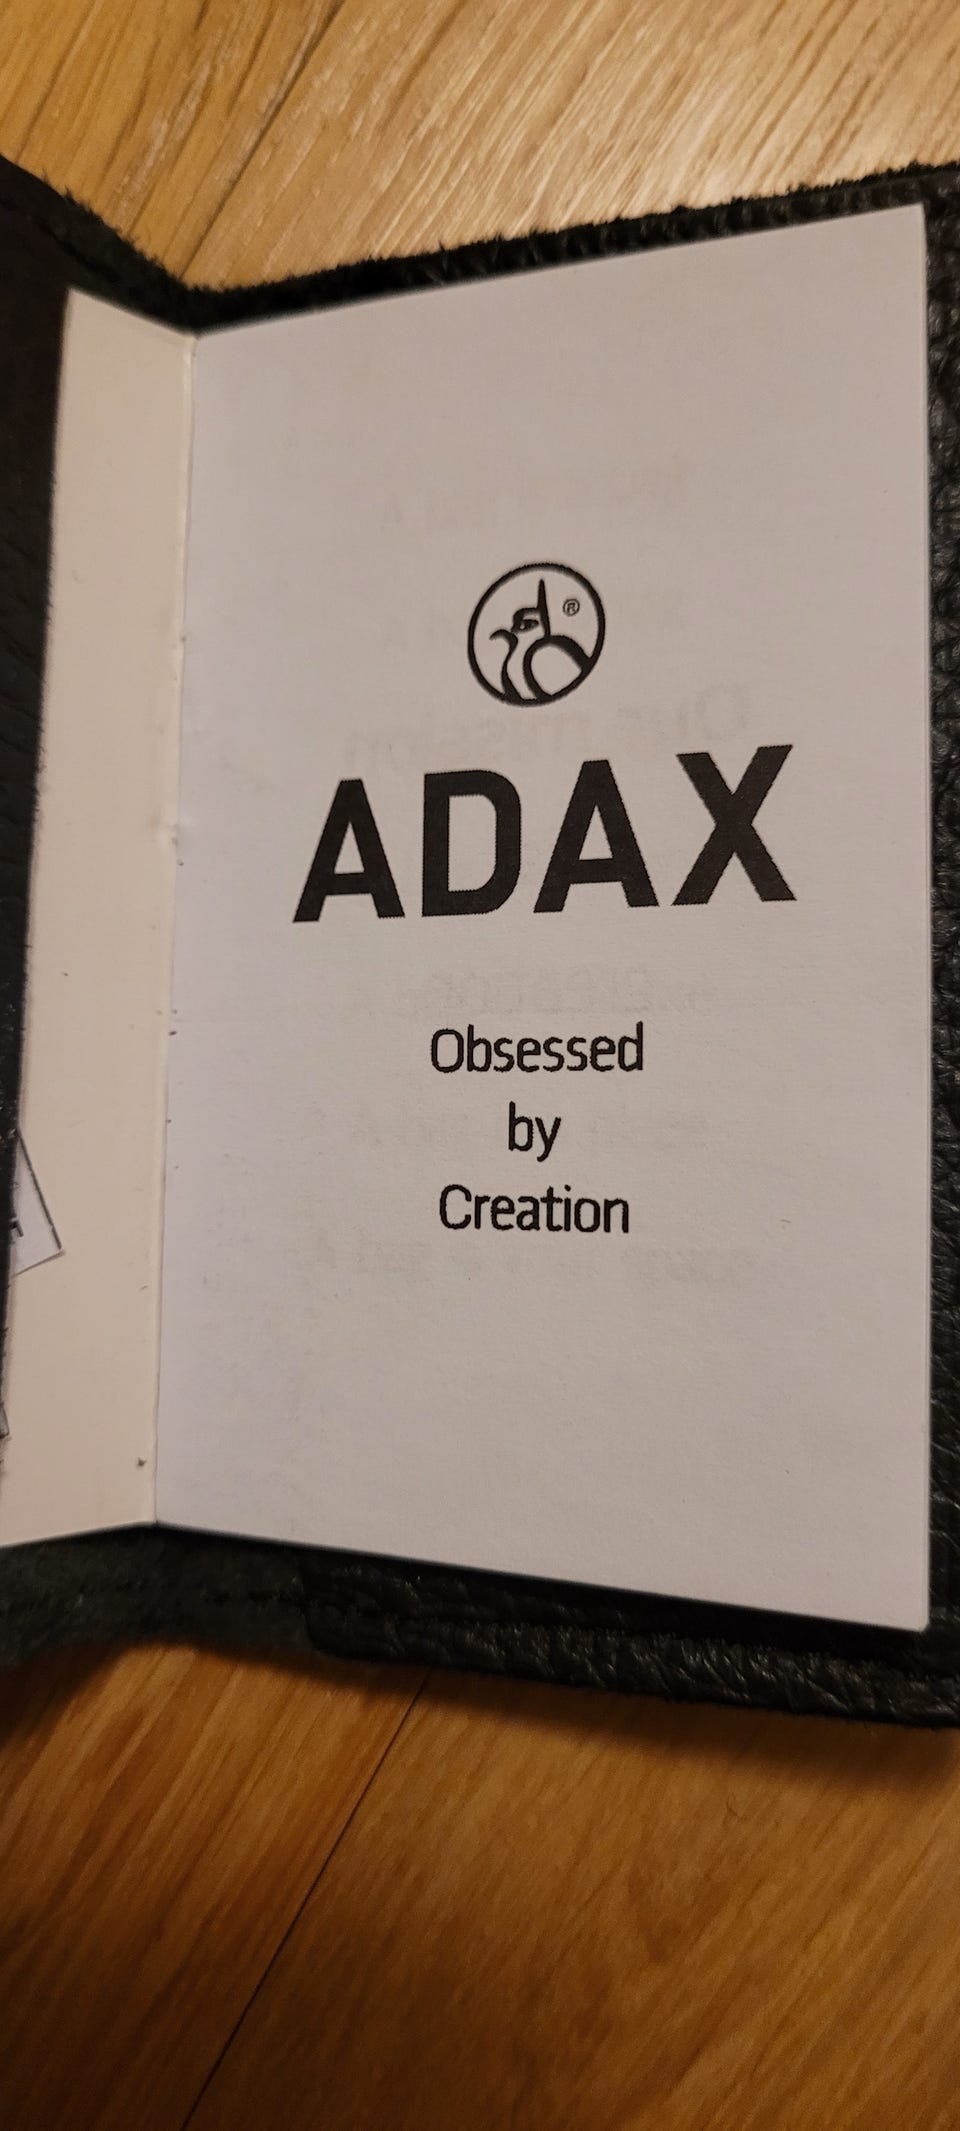 ®
ADAX
Obsessed
by
Creation